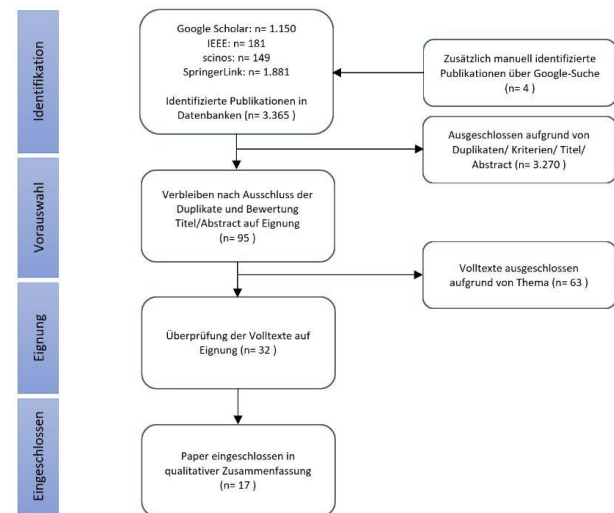 Identifikation
Google Scholar: n= 1.150
IEEE: n= 181
scinos: n= 149
SpringerLink: n= 1.881
Identifizierte Publikationen in
Datenbanken (n= 3.365 )
Zusätzlich manuell identifizierte
Publikationen über Google-Suche
(n= 4 )
Ausgeschlossen aufgrund von
Duplikaten/ Kriterien/ Titel/
Abstract (n= 3.270 )
Vorauswahl
Verbleiben nach Ausschluss der
Duplikate und Bewertung
Titel/Abstract auf Eignung
(n= 95 )
Volltexte ausgeschlossen
aufgrund von Thema (n= 63 )
Eignung
Überprüfung der Volltexte auf
Eignung (n= 32 )
Eingeschlossen
Paper eingeschlossen in
qualitativer Zusammenfassung
(n= 17 )